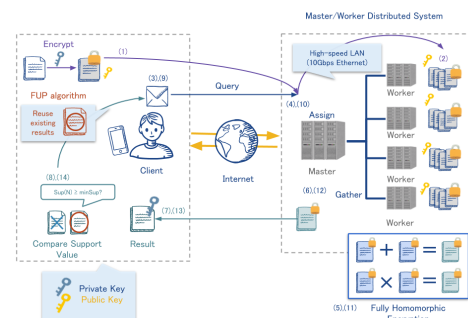 Master/Worker Distributed System
Encrypt
(1)
High-speed LAN
(10Gbps Ethernet)
(2)
(3),(9)
FUP algorithm
Query
Worker
Reuse
existing
results
(4),(10)
Assign
Worker
Client
Internet
Master
Worker
(8),(14)
(6),(12)
Gather
Sup(N) ≥ minSup?
(7),(13)
Worker
Compare Support
Value
Result
Private Key
Public Key
(5),(11)
Fully Homomorphic